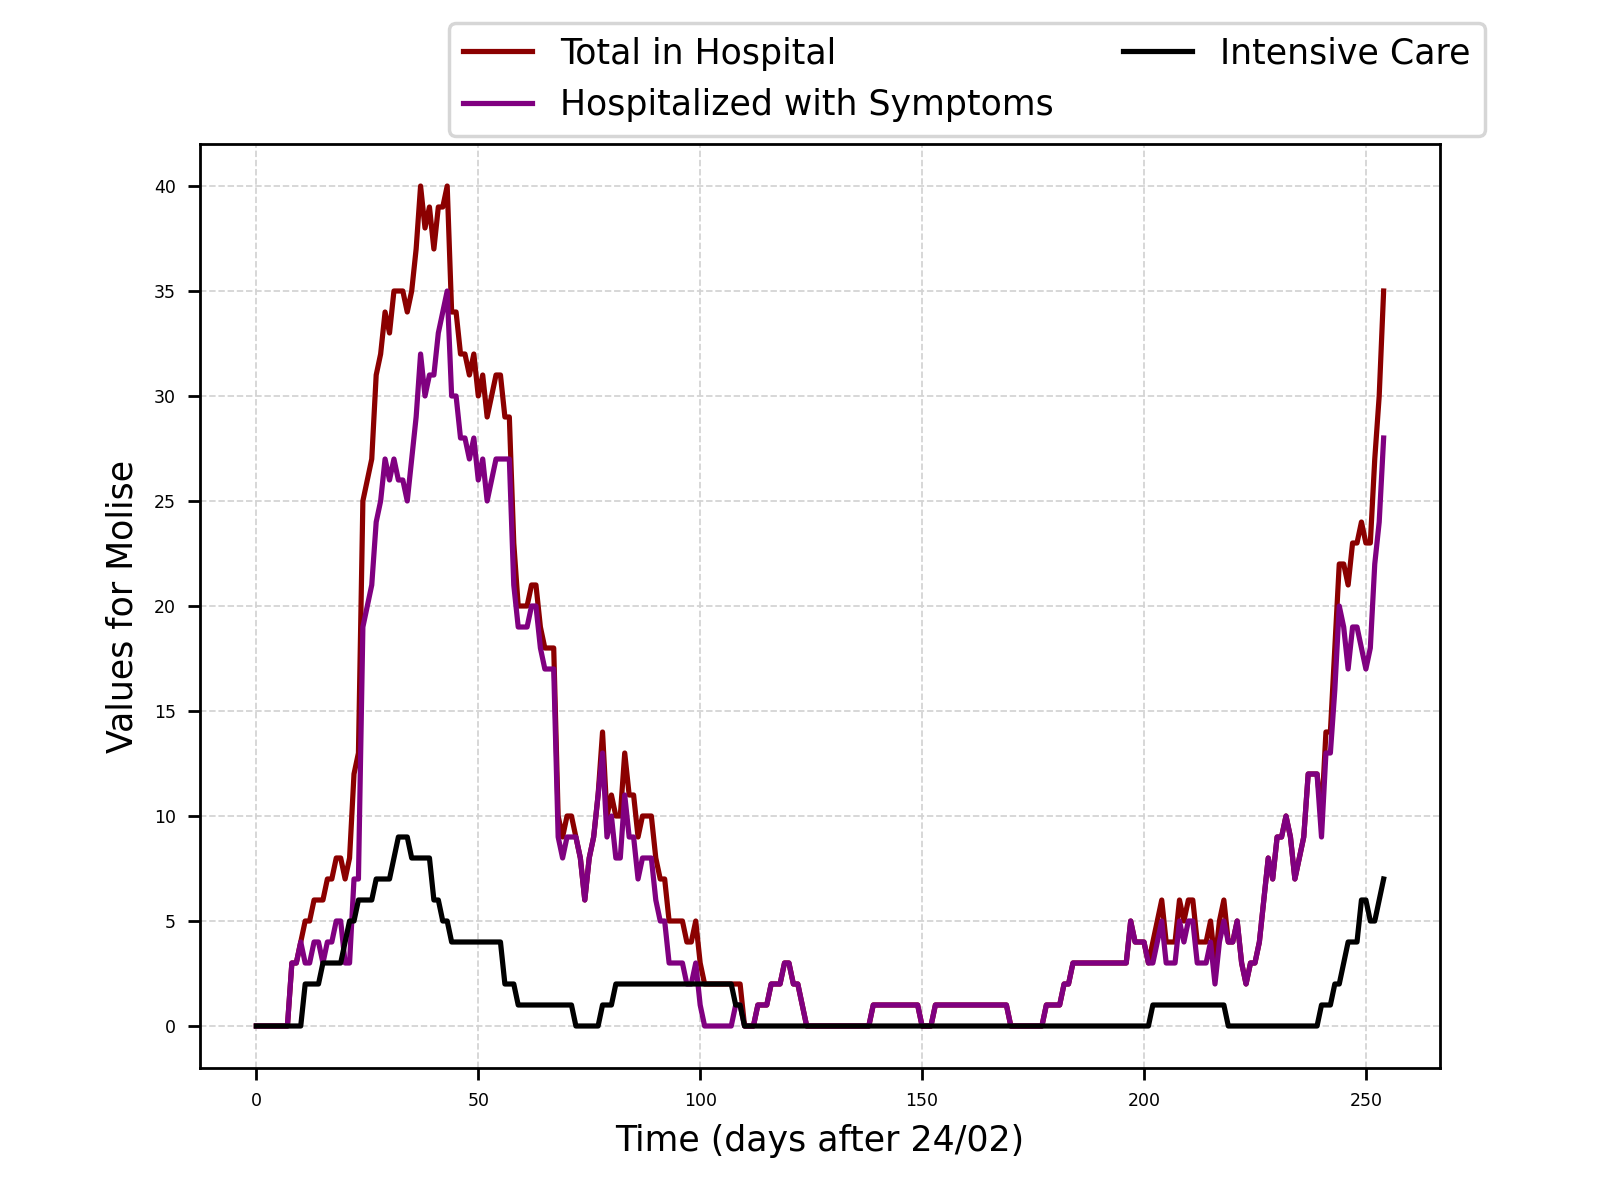 Total in Hospital
Hospitalized with Symptoms
Intensive Care
40
35
30
25
20
15
10
5
0
Values for Molise
0 50 100 150 200 250
Time (days after 24/02)